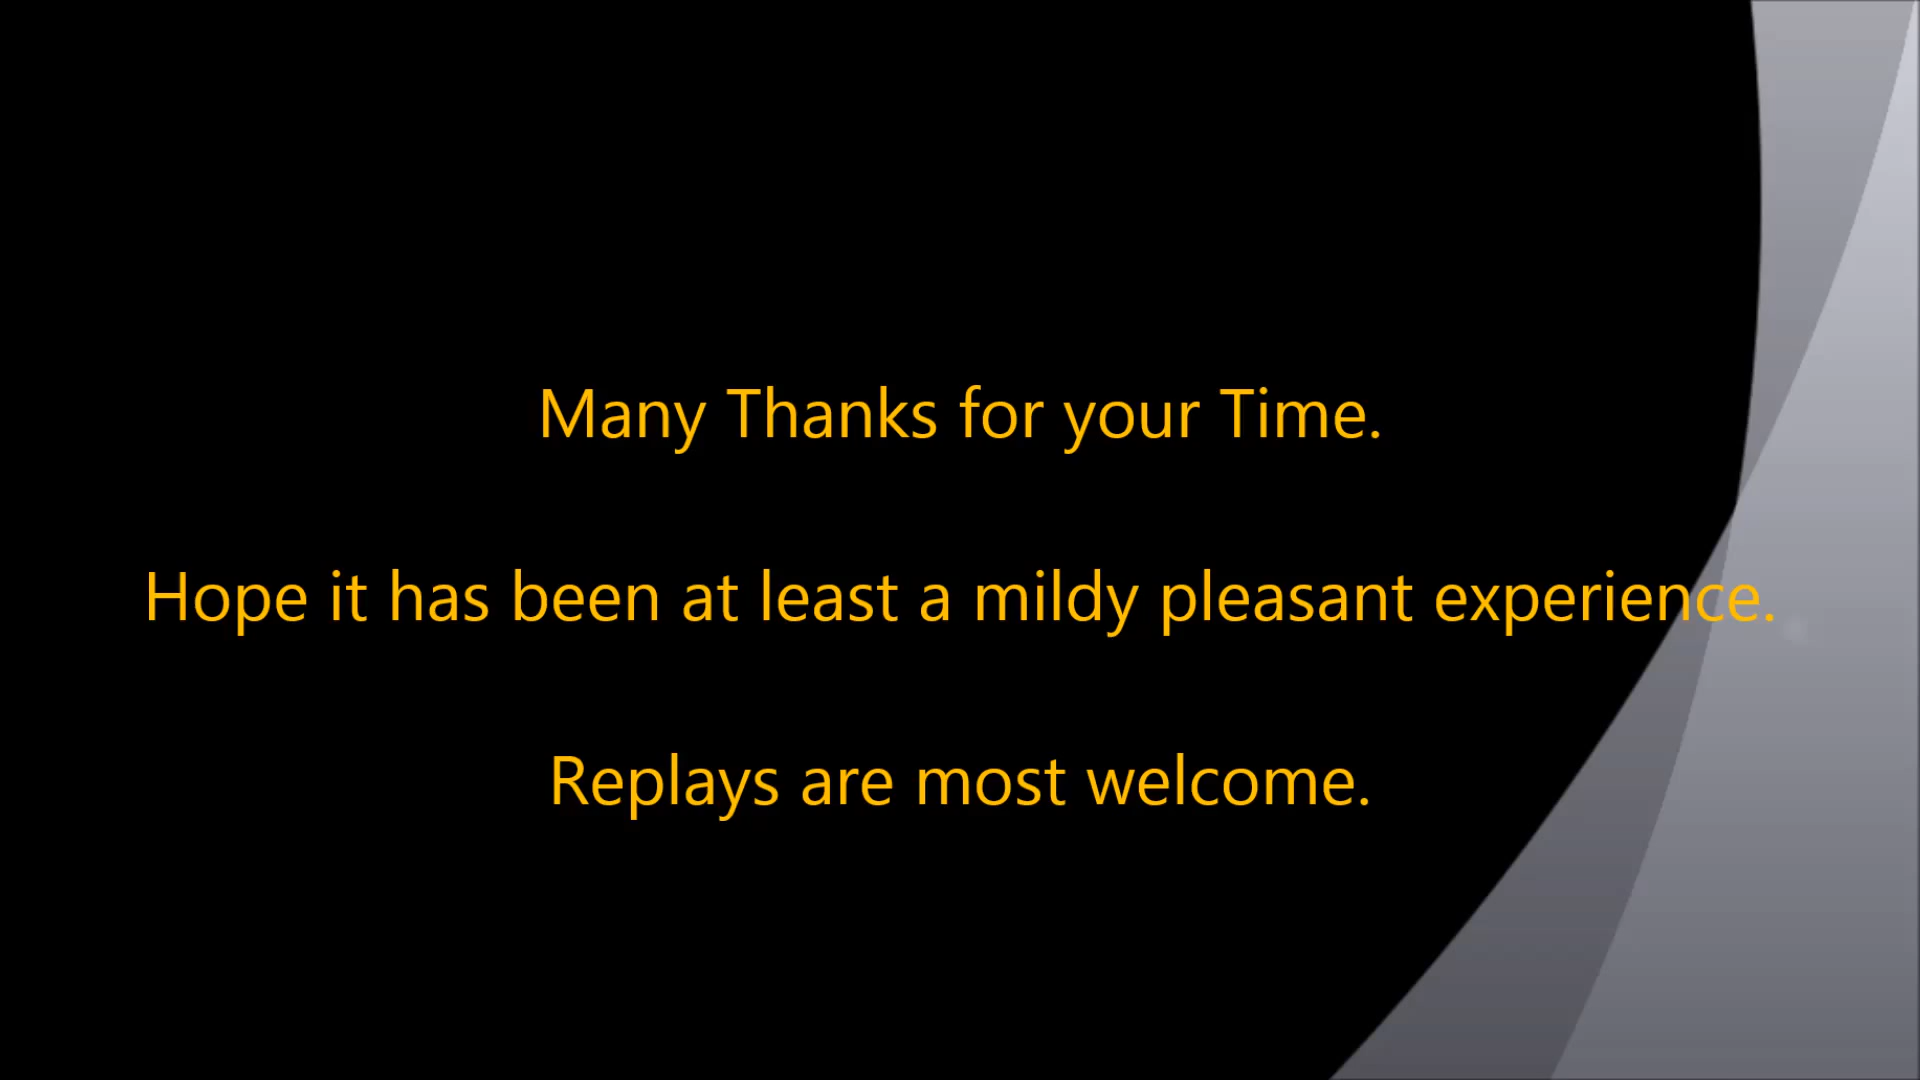 Many Thanks for your Time.
Hope it has been at least a mildy pleasant experience.
Replays are most welcome.